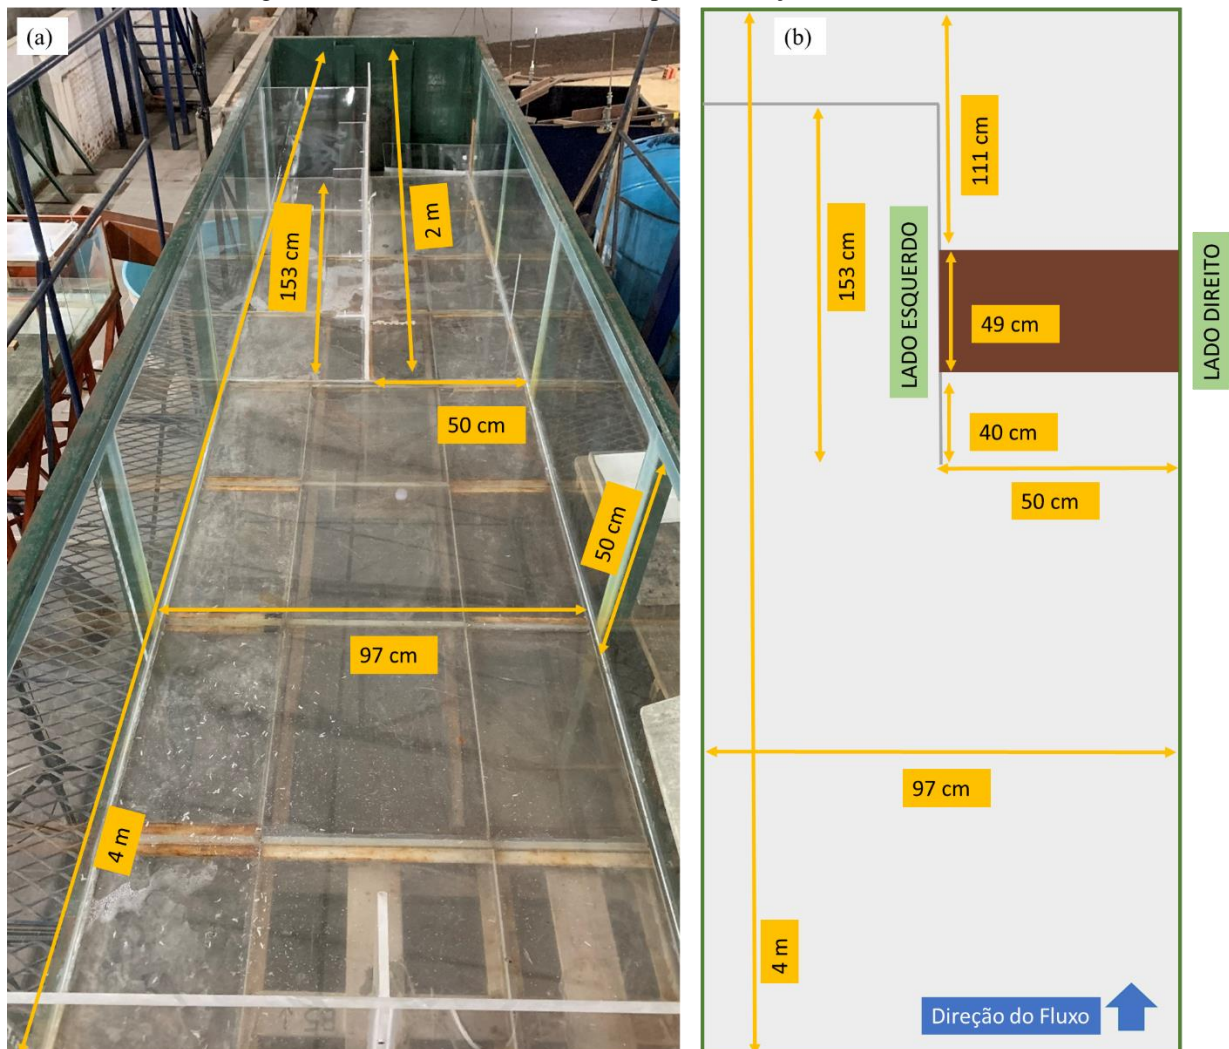 (a)
153 cm
2 m
50 cm
50 cm
97 cm
4 m
(b)
111 cm
153 cm
LADO ESQUERDO
49 cm
LADO DIREITO
40 cm
50 cm
97 cm
4 m
Direção do Fluxo